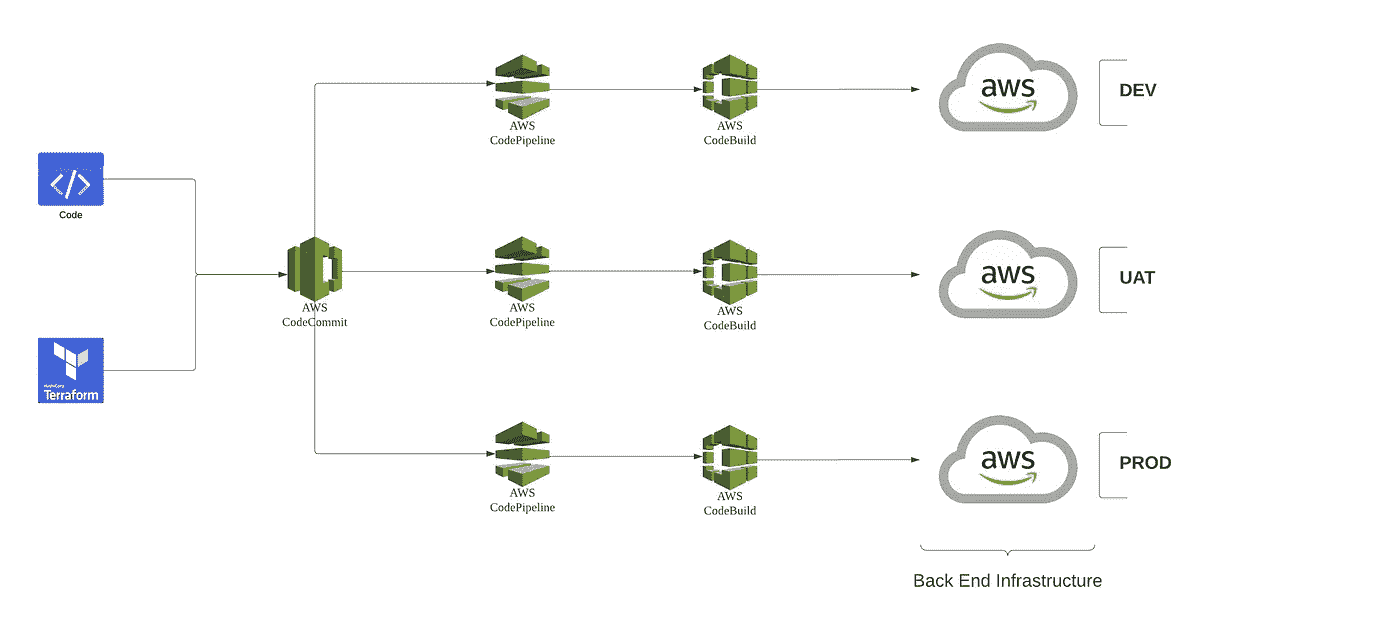 aws
DEV
AWS
CodePipeline
AWS
CodeBuild
Code
aws
UAT
AWS
CodeCommit
AWS
CodePipeline
AWS
CodeBuild
HashiCorp
Terraform
aws
PROD
AWS
CodePipeline
AWS
CodeBuild
Back End Infrastructure